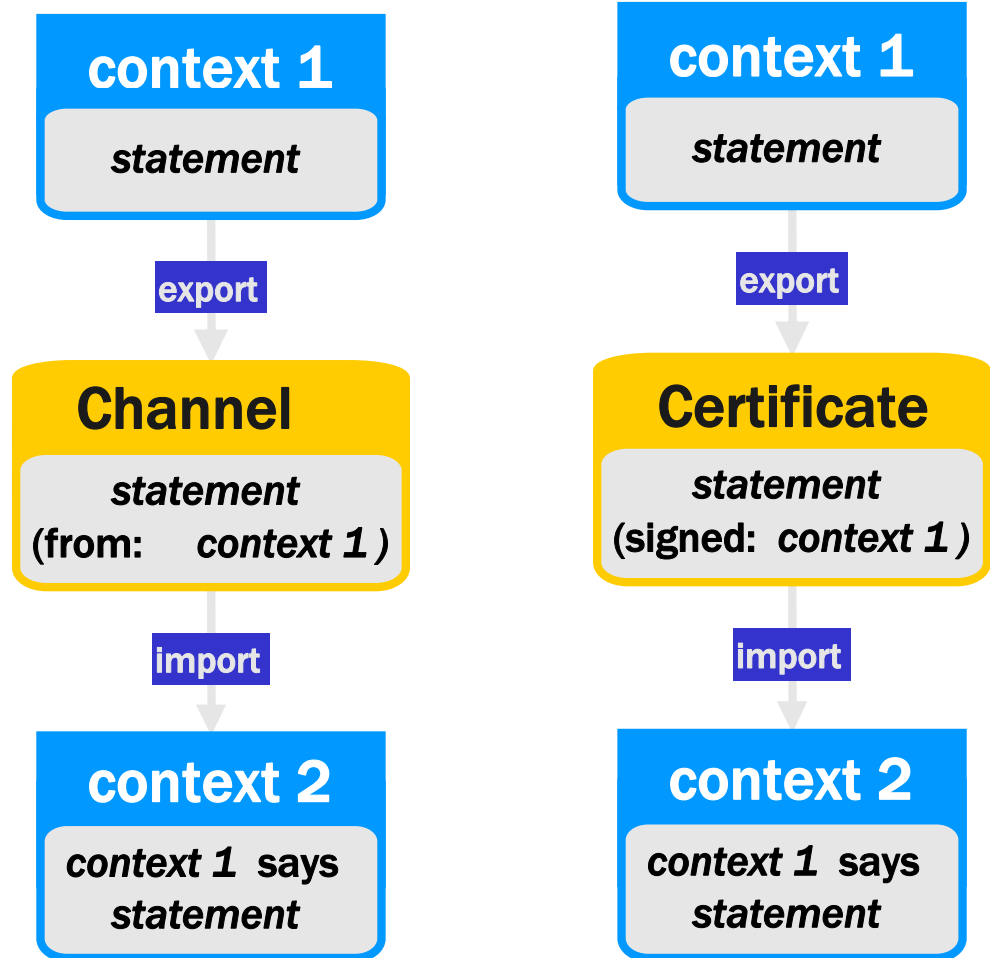 context 1
statement
export
Channel
statement
(from: context 1)
import
context 2
context 1 says
statement
context 1
statement
export
Certificate
statement
(signed: context 1)
import
context 2
context 1 says
statement